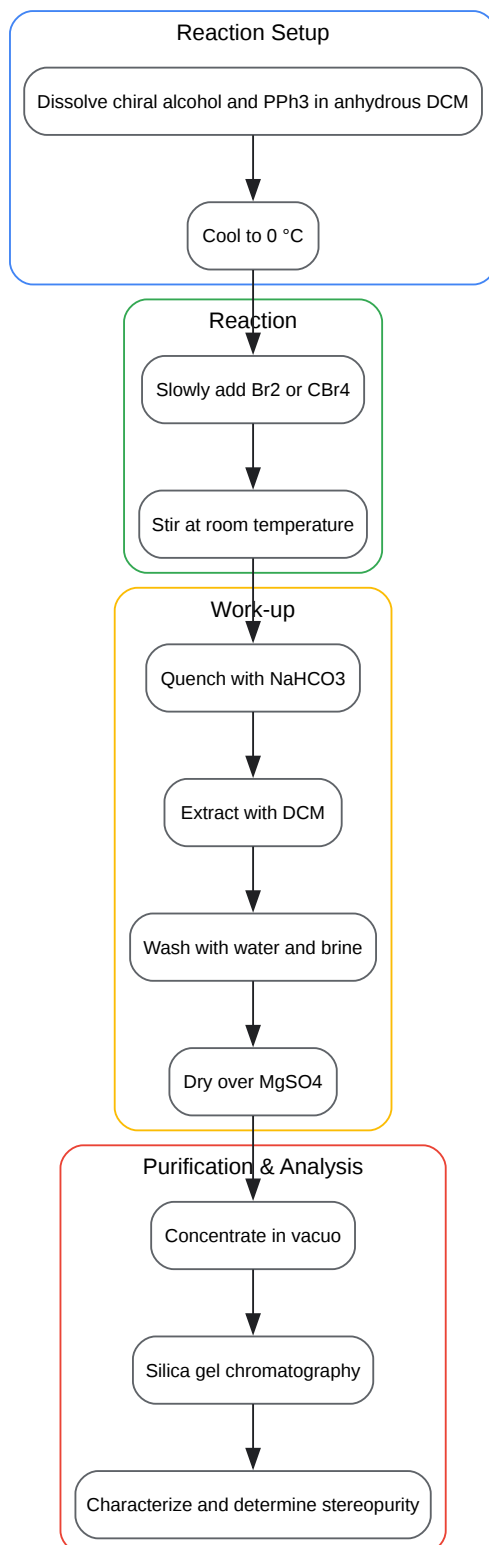 Reaction Setup
Dissolve chiral alcohol and PPh3 in anhydrous DCM
Cool to 0 °C
Reaction
Slowly add Br2 or CBr4
Stir at room temperature
Work-up
Quench with NaHCO3
Extract with DCM
Wash with water and brine
Dry over MgSO4
Purification & Analysis
Concentrate in vacuo
Silica gel chromatography
Characterize and determine stereopurity